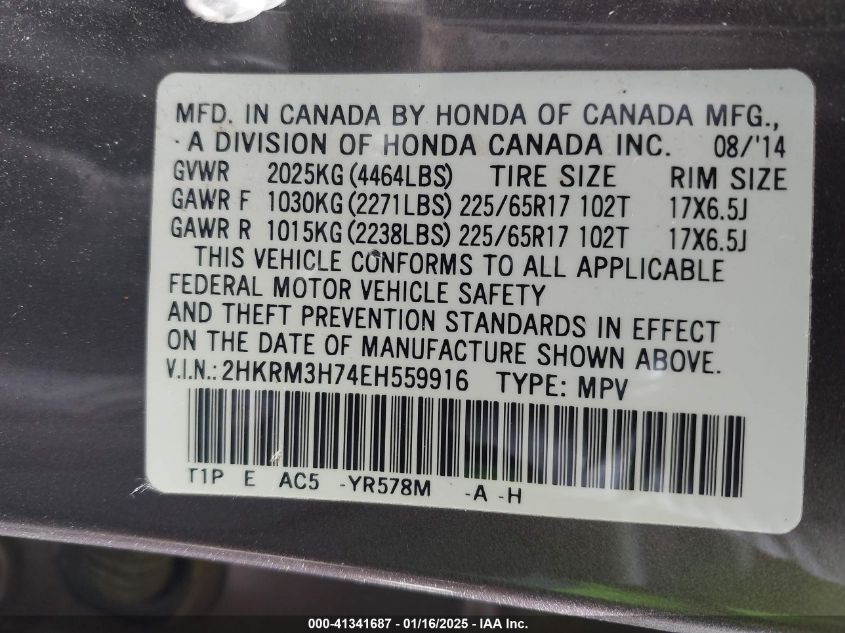 MFD. IN CANADA BY HONDA OF CANADA MFG.,
A DIVISION OF HONDA CANADA INC. 08/'14
GVWR 2025KG (4464LBS) TIRE SIZE RIM SIZE
GAWR F 1030KG (2271LBS) 225/65R17 102T 17X6.5J
GAWR R 1015KG (2238LBS) 225/65R17 102T 17X6.5J
THIS VEHICLE CONFORMS TO ALL APPLICABLE
FEDERAL MOTOR VEHICLE SAFETY
AND THEFT PREVENTION STANDARDS IN EFFECT
ON THE DATE OF MANUFACTURE SHOWN ABOVE.
V.I.N.: 2HKRM3H74EH559916 TYPE: MPV
T1P E AC5 -YR578M -A -H
000-41341687 - 01/16/2025 - IAA Inc.